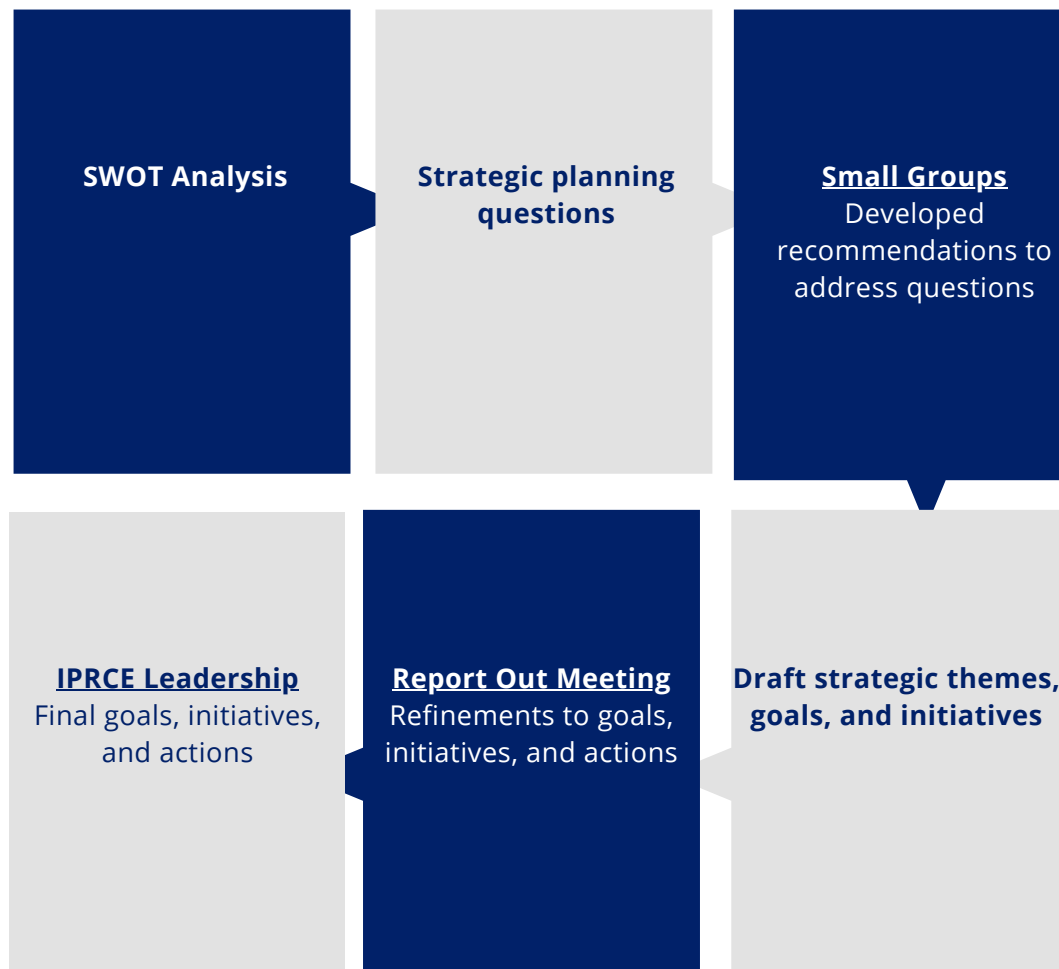 SWOT Analysis
Strategic planning
questions
Small Groups
Developed
recommendations to
address questions
IPRCE Leadership
Final goals, initiatives,
and actions
Report Out Meeting
Refinements to goals,
initiatives, and actions
Draft strategic themes,
goals, and initiatives